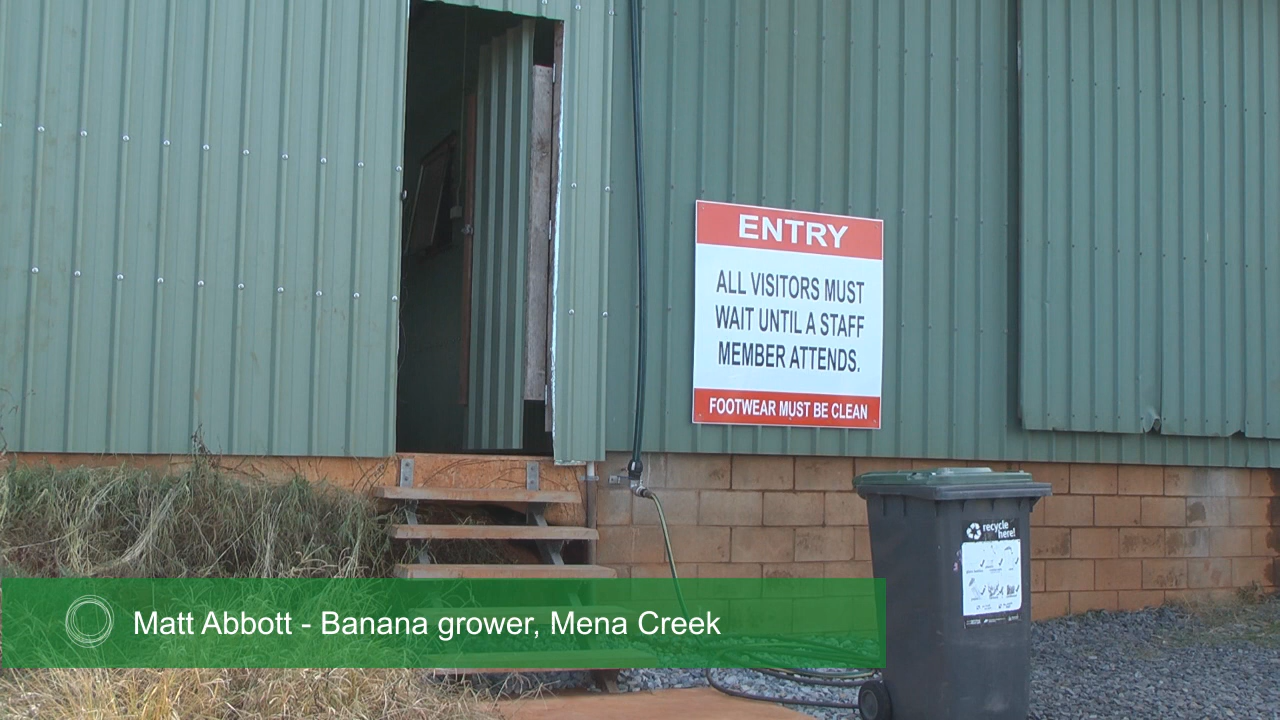 ENTRY
ALL VISITORS MUST
WAIT UNTIL A STAFF
MEMBER ATTENDS.
FOOTWEAR MUST BE CLEAN
recycle
here!
Matt Abbott - Banana grower, Mena Creek